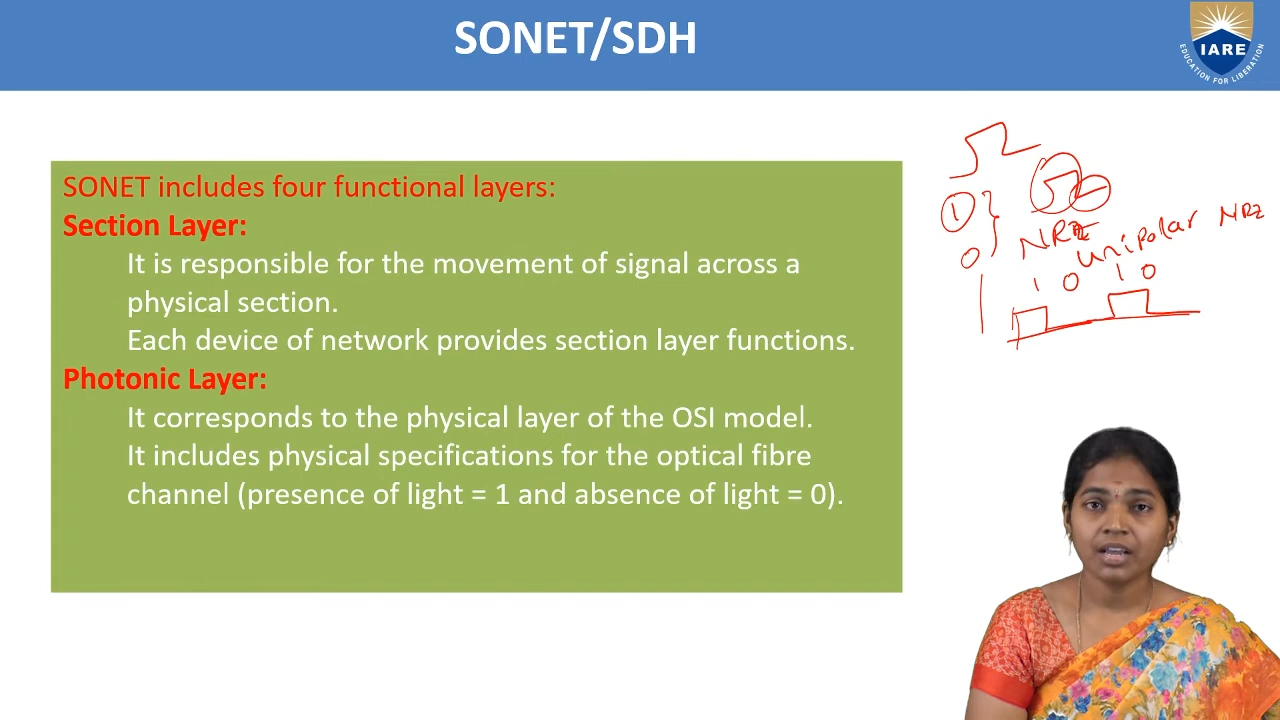 SONET/SDH
IARE
EDUCATION FOR LIBERATION
SONET includes four functional layers:
Section Layer:
It is responsible for the movement of signal across a
physical section.
Each device of network provides section layer functions.
Photonic Layer:
It corresponds to the physical layer of the OSI model.
It includes physical specifications for the optical fibre
channel (presence of light = 1 and absence of light = 0).
1
0
NRZ
unipolar NRZ
1 0 1 0